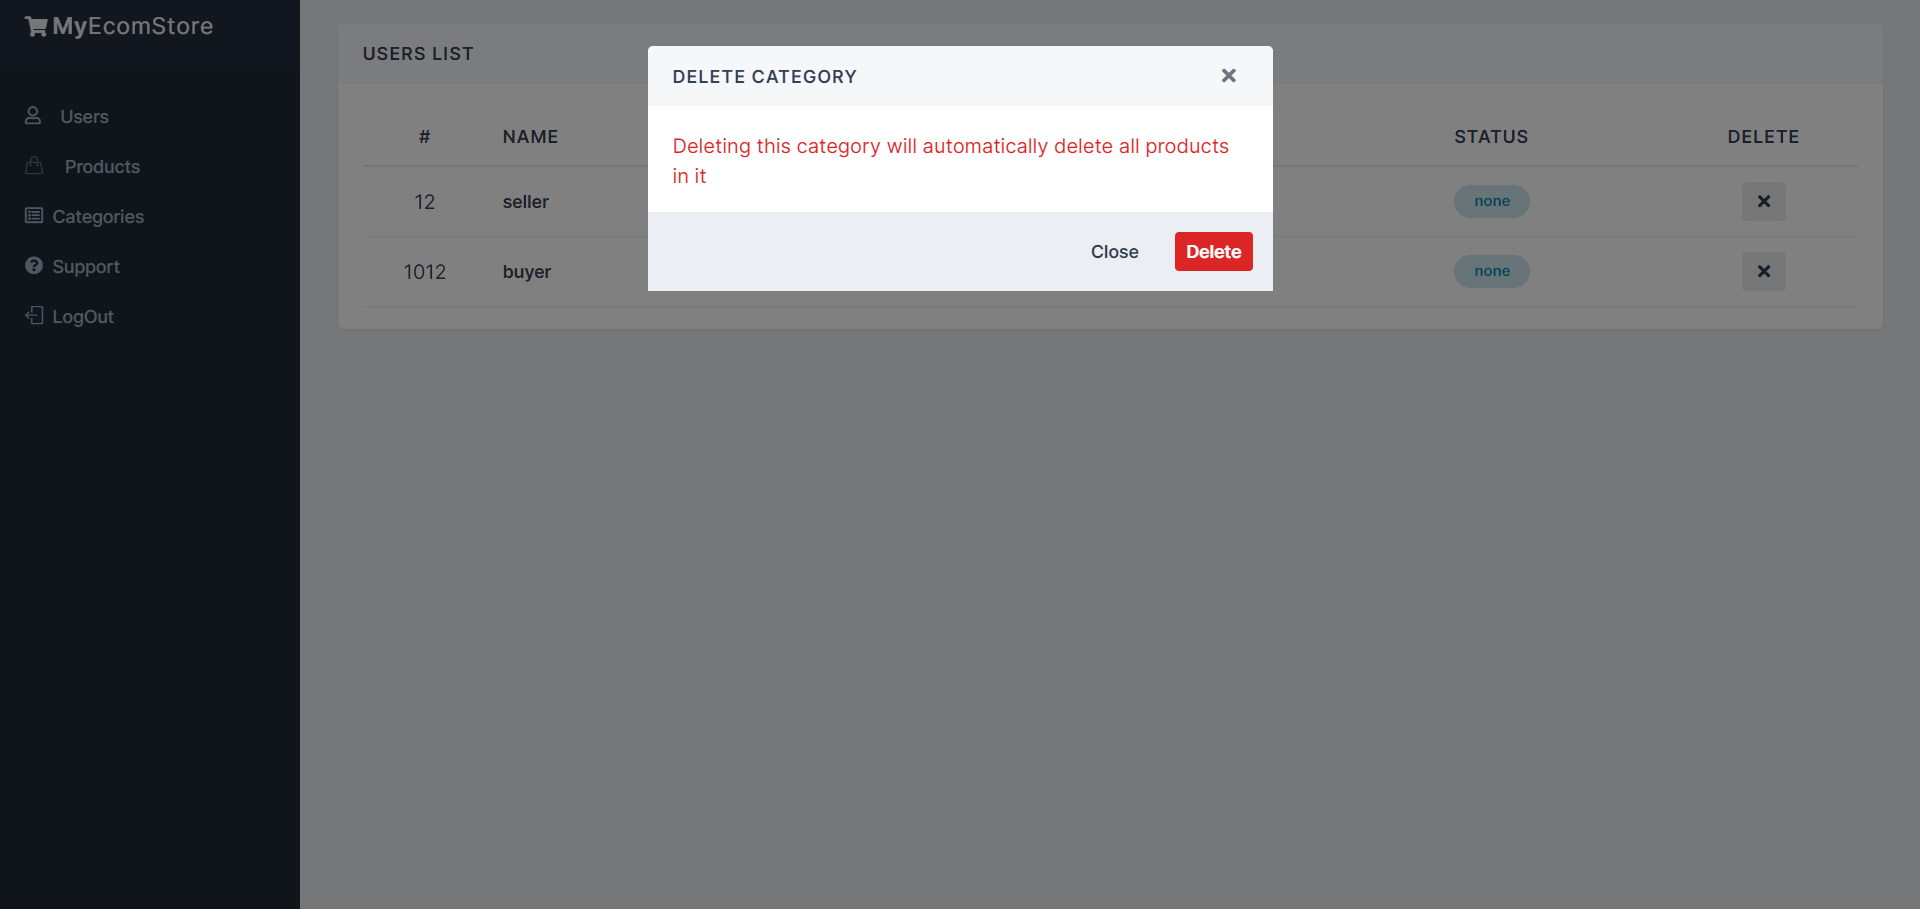 MyEcomStore
Users
Products
Categories
Support
LogOut
USERS LIST
# NAME STATUS DELETE
12 seller none
1012 buyer none
DELETE CATEGORY
Deleting this category will automatically delete all products
in it
Close Delete